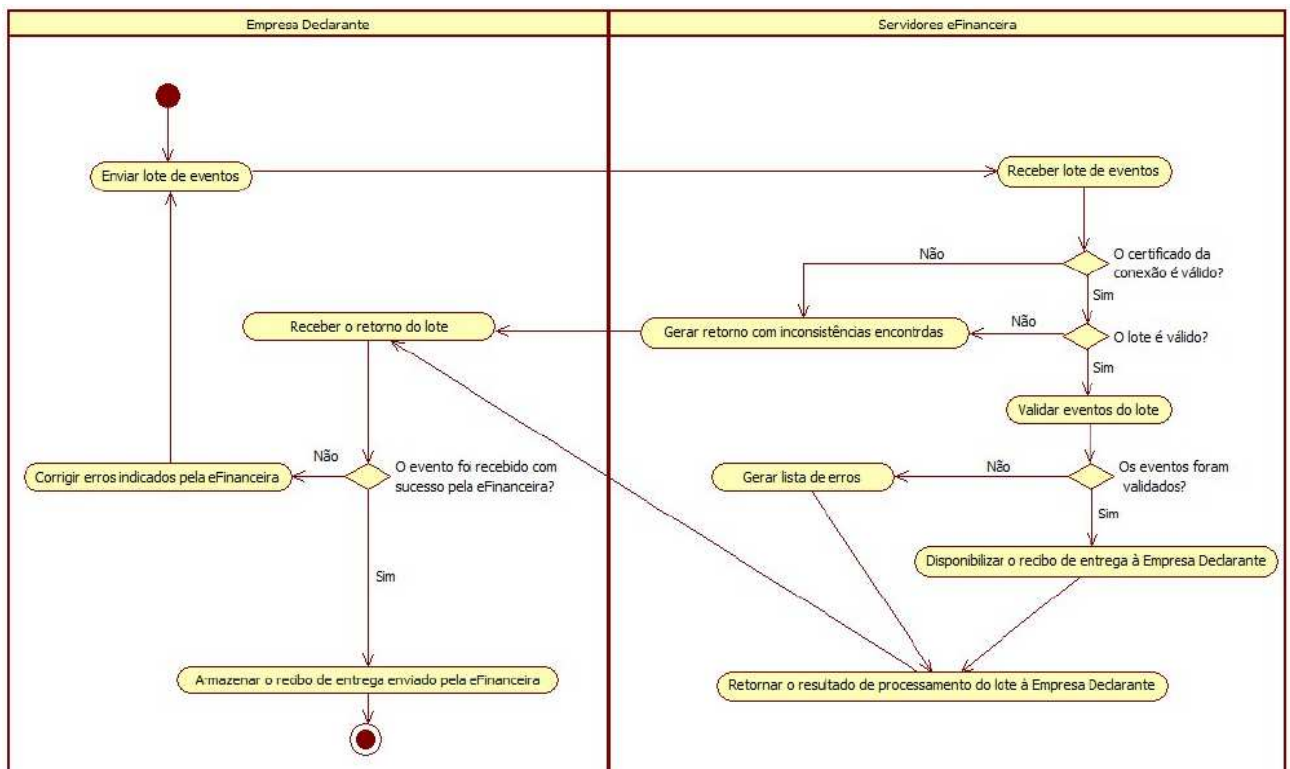 Empresa Declarante
Servidores eFinanceira
Enviar lote de eventos
Receber lote de eventos
Não
O certificado da
conexão é válido?
Sim
Receber o retorno do lote
Gerar retorno com inconsistências encontrdas
Não
O lote é válido?
Sim
Validar eventos do lote
Corrigir erros indicados pela eFinanceira
Não
O evento foi recebido com
sucesso pela eFinanceira?
Gerar lista de erros
Não
Os eventos foram
validados?
Sim
Disponibilizar o recibo de entrega à Empresa Declarante
Sim
Armazenar o recibo de entrega enviado pela eFinanceira
Retornar o resultado de processamento do lote à Empresa Declarante